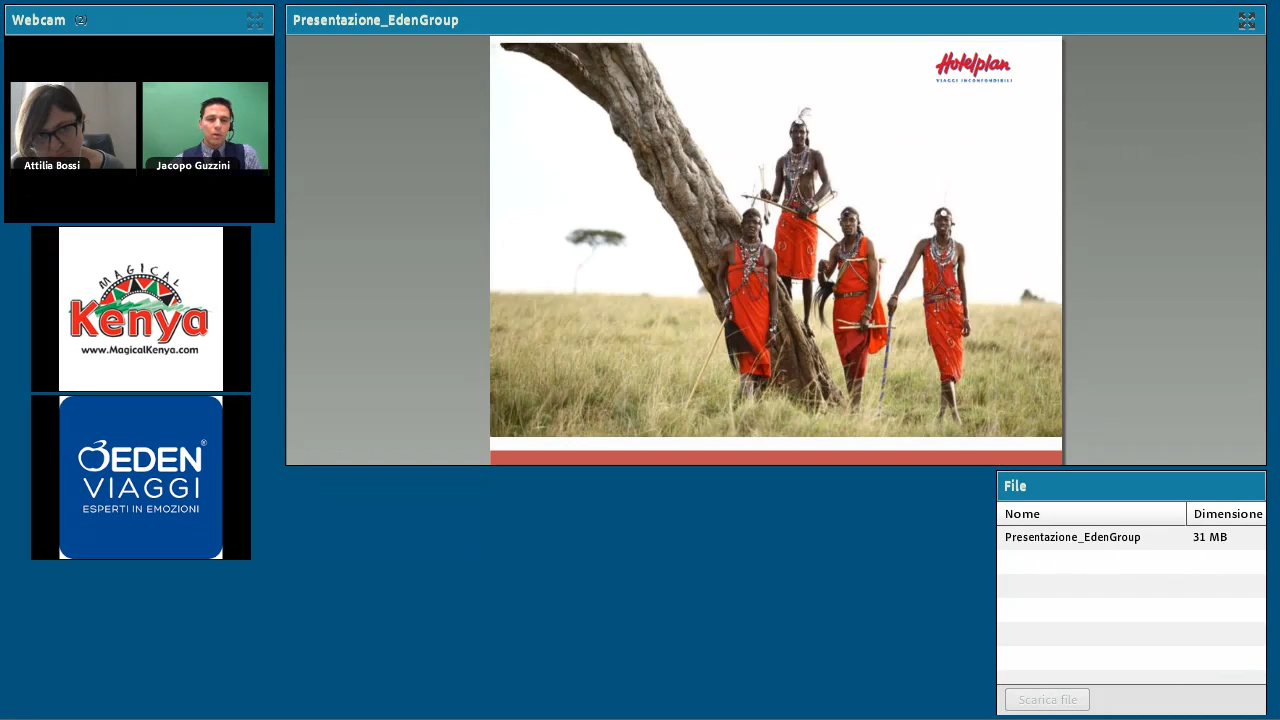 Webcam (2)
Attilia Bossi
Jacopo Guzzini
MAGICAL
Kenya
www.MagicalKenya.com
EDEN®
VIAGGI
ESPERTI IN EMOZIONI
Presentazione_EdenGroup
Hotelplan
VIAGGI INCONFONDIBILI
File
Nome Dimensione
Presentazione_EdenGroup 31 MB
Scarica file